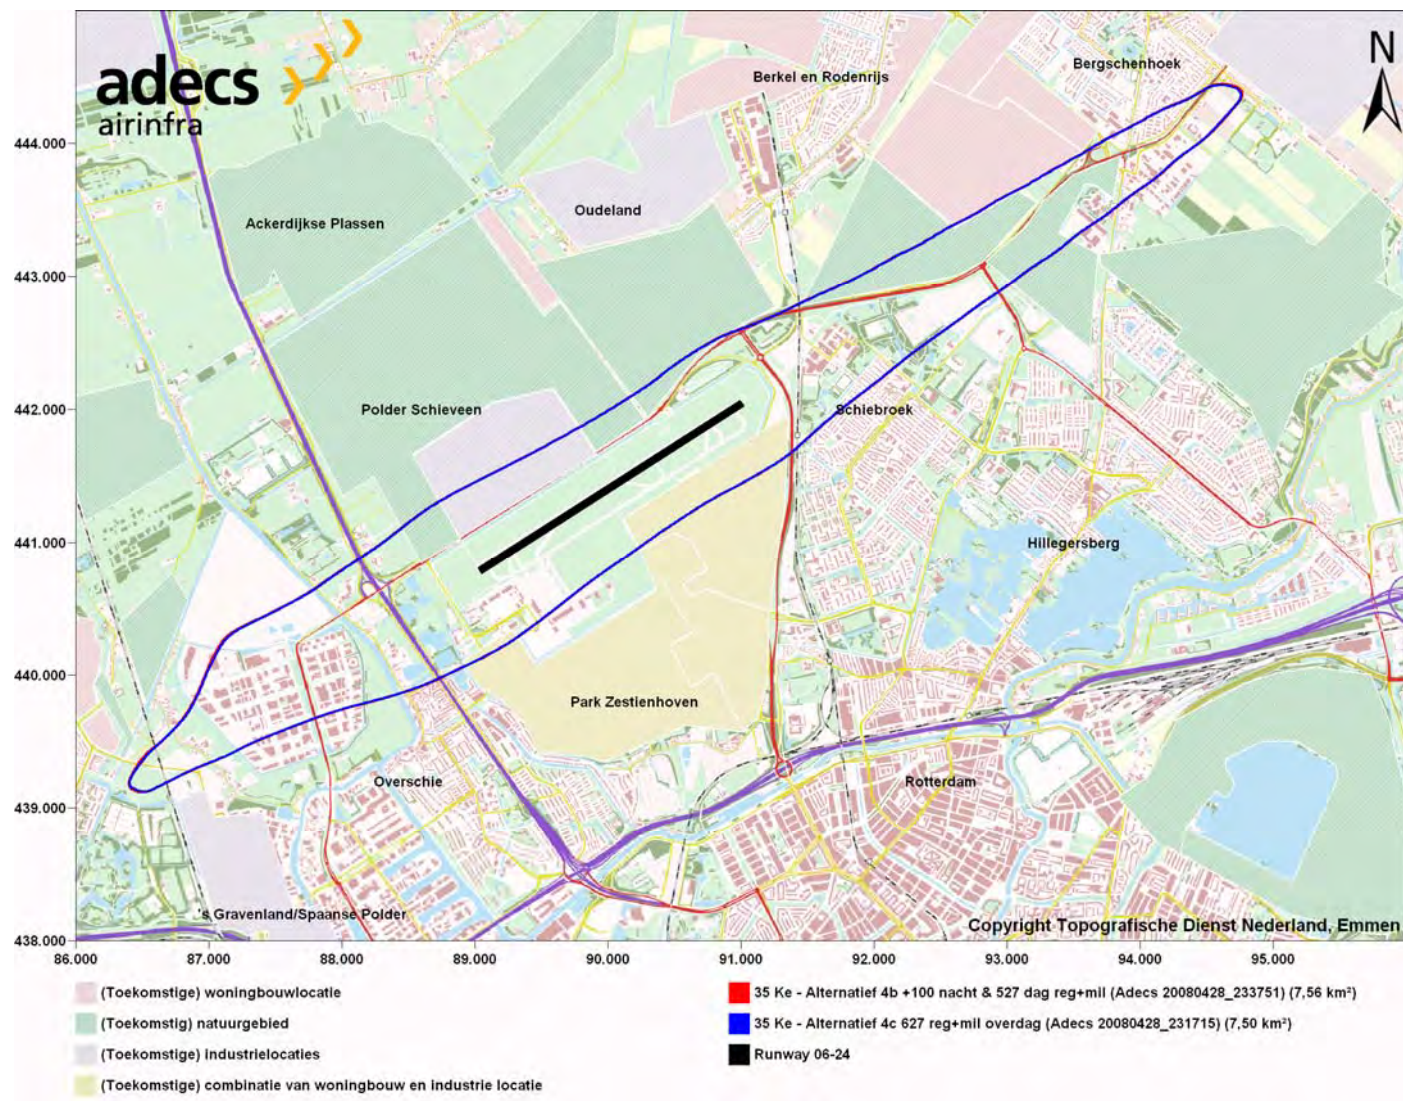 adecs
airinfra
N
Bergschenhoek
Berkel en Rodenrijs
444.000
Oudeland
Ackerdijkse Plassen
443.000
442.000
Polder Schieveen
Schiebroek
441.000
Hillegersberg
440.000
Park Zestienhoven
Overschie
Rotterdam
439.000
's Gravenland/Spaanse Polder
Copyright Topografische Dienst Nederland, Emmen
438.000
86.000 87.000 88.000 89.000 90.000 91.000 92.000 93.000 94.000 95.000
(Toekomstige) woningbouwlocatie
(Toekomstig) natuurgebied
(Toekomstige) industrielocaties
(Toekomstige) combinatie van woningbouw en industrie locatie
35 Ke - Alternatief 4b +100 nacht & 527 dag reg+mil (Adecs 20080428_233751) (7,56 km²)
35 Ke - Alternatief 4c 627 reg+mil overdag (Adecs 20080428_231715) (7,50 km²)
Runway 06-24